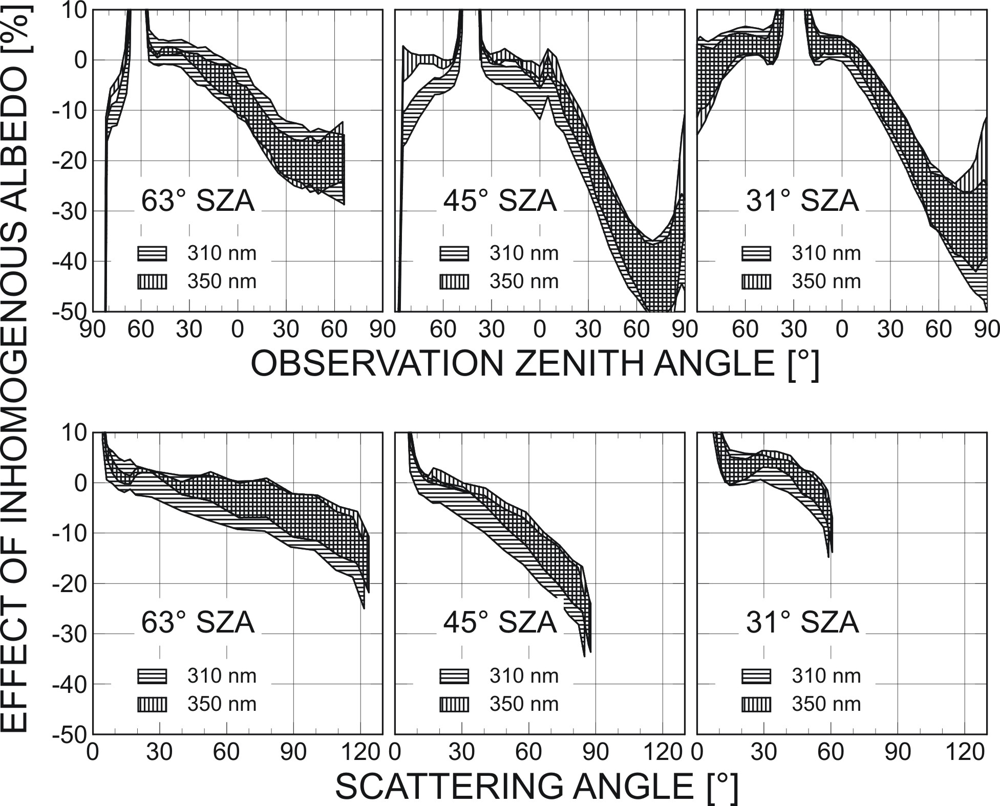 EFFECT OF INHOMOGENOUS ALBEDO [%]
10
0
-10
-20
-30
-40
-50
63° SZA
310 nm
350 nm
45° SZA
310 nm
350 nm
31° SZA
310 nm
350 nm
90 60 30 0 30 60 90 60 30 0 30 60 90 60 30 0 30 60 90
OBSERVATION ZENITH ANGLE [°]
10
0
-10
-20
-30
-40
-50
63° SZA
310 nm
350 nm
45° SZA
310 nm
350 nm
31° SZA
310 nm
350 nm
0 30 60 90 120 0 30 60 90 120 0 30 60 90 120
SCATTERING ANGLE [°]